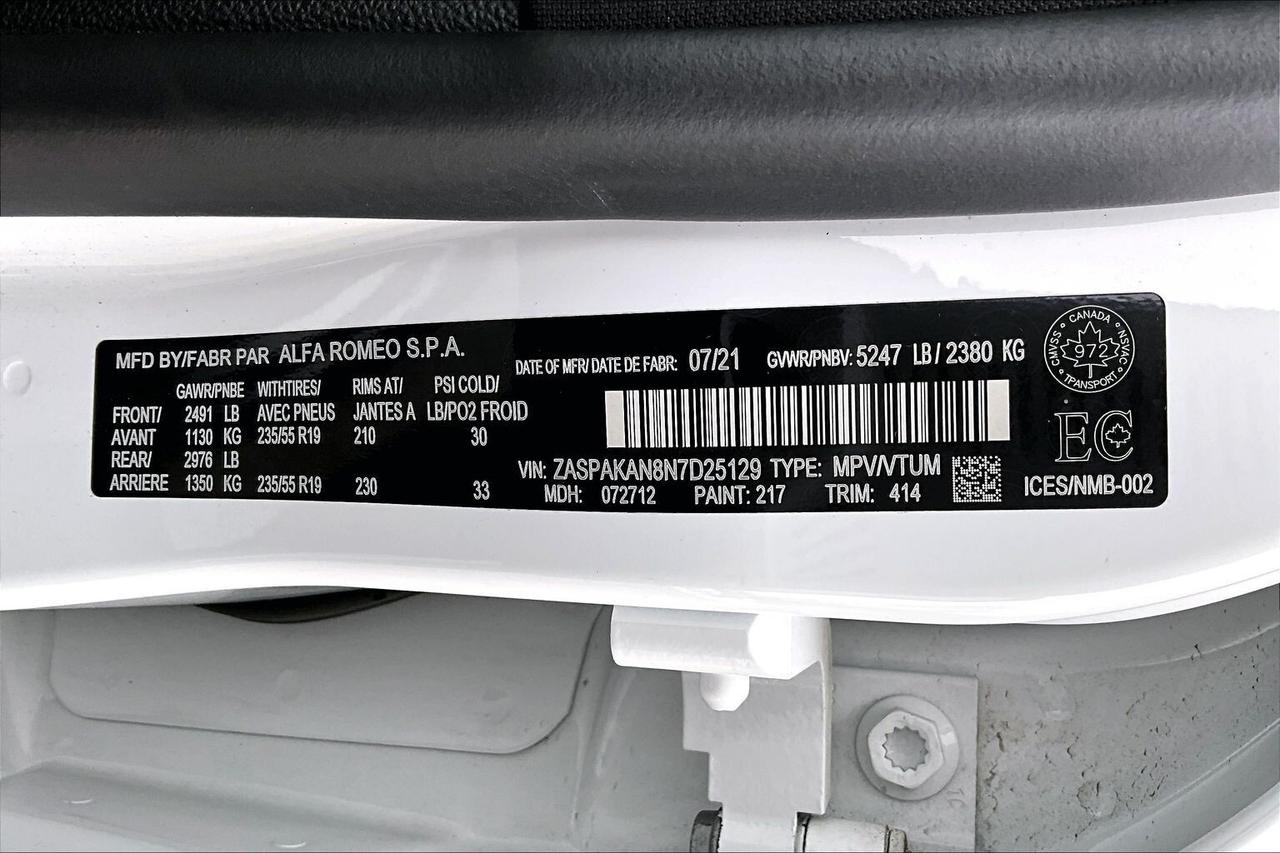 MFD BY/FABR PAR ALFA ROMEO S.P.A.
DATE OF MFR/DATE DE FABR: 07/21 GVWR/PNBV: 5247 LB / 2380 KG
GAWR/PNBE WITHTIRES/ RIMS AT/ PSI COLD/
FRONT/ 2491 LB AVEC PNEUS JANTES A LB/PO2 FROID
AVANT 1130 KG 235/55 R19 210 30
REAR/ 2976 LB
ARRIERE 1350 KG 235/55 R19 230 33
VIN: ZASPAKAN8N7D25129 TYPE: MPV/VTUM
MDH: 072712 PAINT: 217 TRIM: 414
CANADA
CMVSS 972 NSVAC
TPANSPORT
EC
ICES/NMB-002